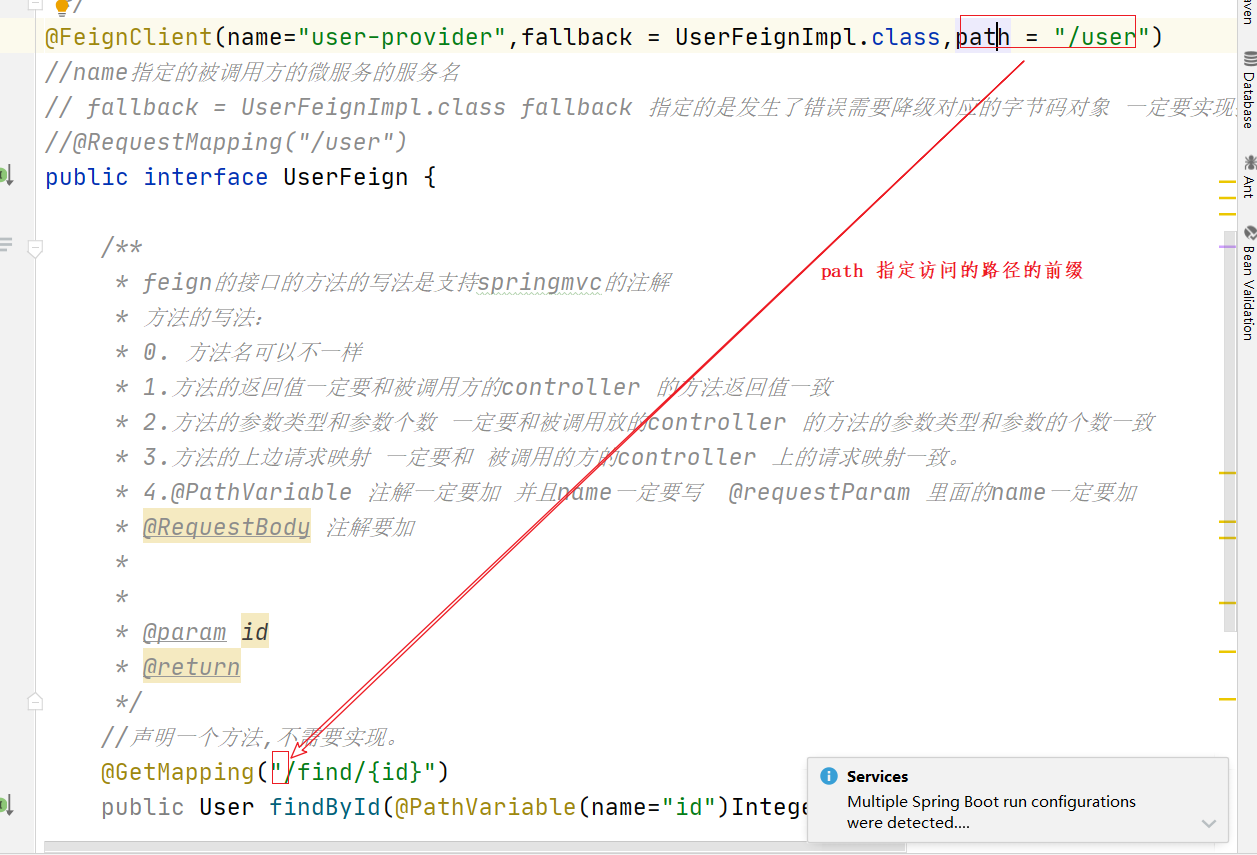 */
@FeignClient(name="user-provider",fallback = UserFeignImpl.class,path = "/user")
//name指定的被调用方的微服务的服务名
// fallback = UserFeignImpl.class fallback 指定的是发生了错误需要降级对应的字节码对象 一定要实现
//@RequestMapping("/user")
public interface UserFeign {
/**
* feign的接口的方法的写法是支持springmvc的注解
path 指定访问的路径的前缀
* 方法的写法：
* 0. 方法名可以不一样
* 1.方法的返回值一定要和被调用方的controller 的方法返回值一致
* 2.方法的参数类型和参数个数 一定要和被调用放的controller 的方法的参数类型和参数的个数一致
* 3.方法的上边请求映射 一定要和 被调用的方的controller 上的请求映射一致。
* 4.@PathVariable 注解一定要加 并且name一定要写 @requestParam 里面的name一定要加
* @RequestBody 注解要加
*
*
* @param id
* @return
*/
//声明一个方法,不需要实现。
@GetMapping("/find/{id}")
public User findById(@PathVariable(name="id")Intege
Services
Multiple Spring Boot run configurations
were detected....
aven
Database
Ant
Bean Validation